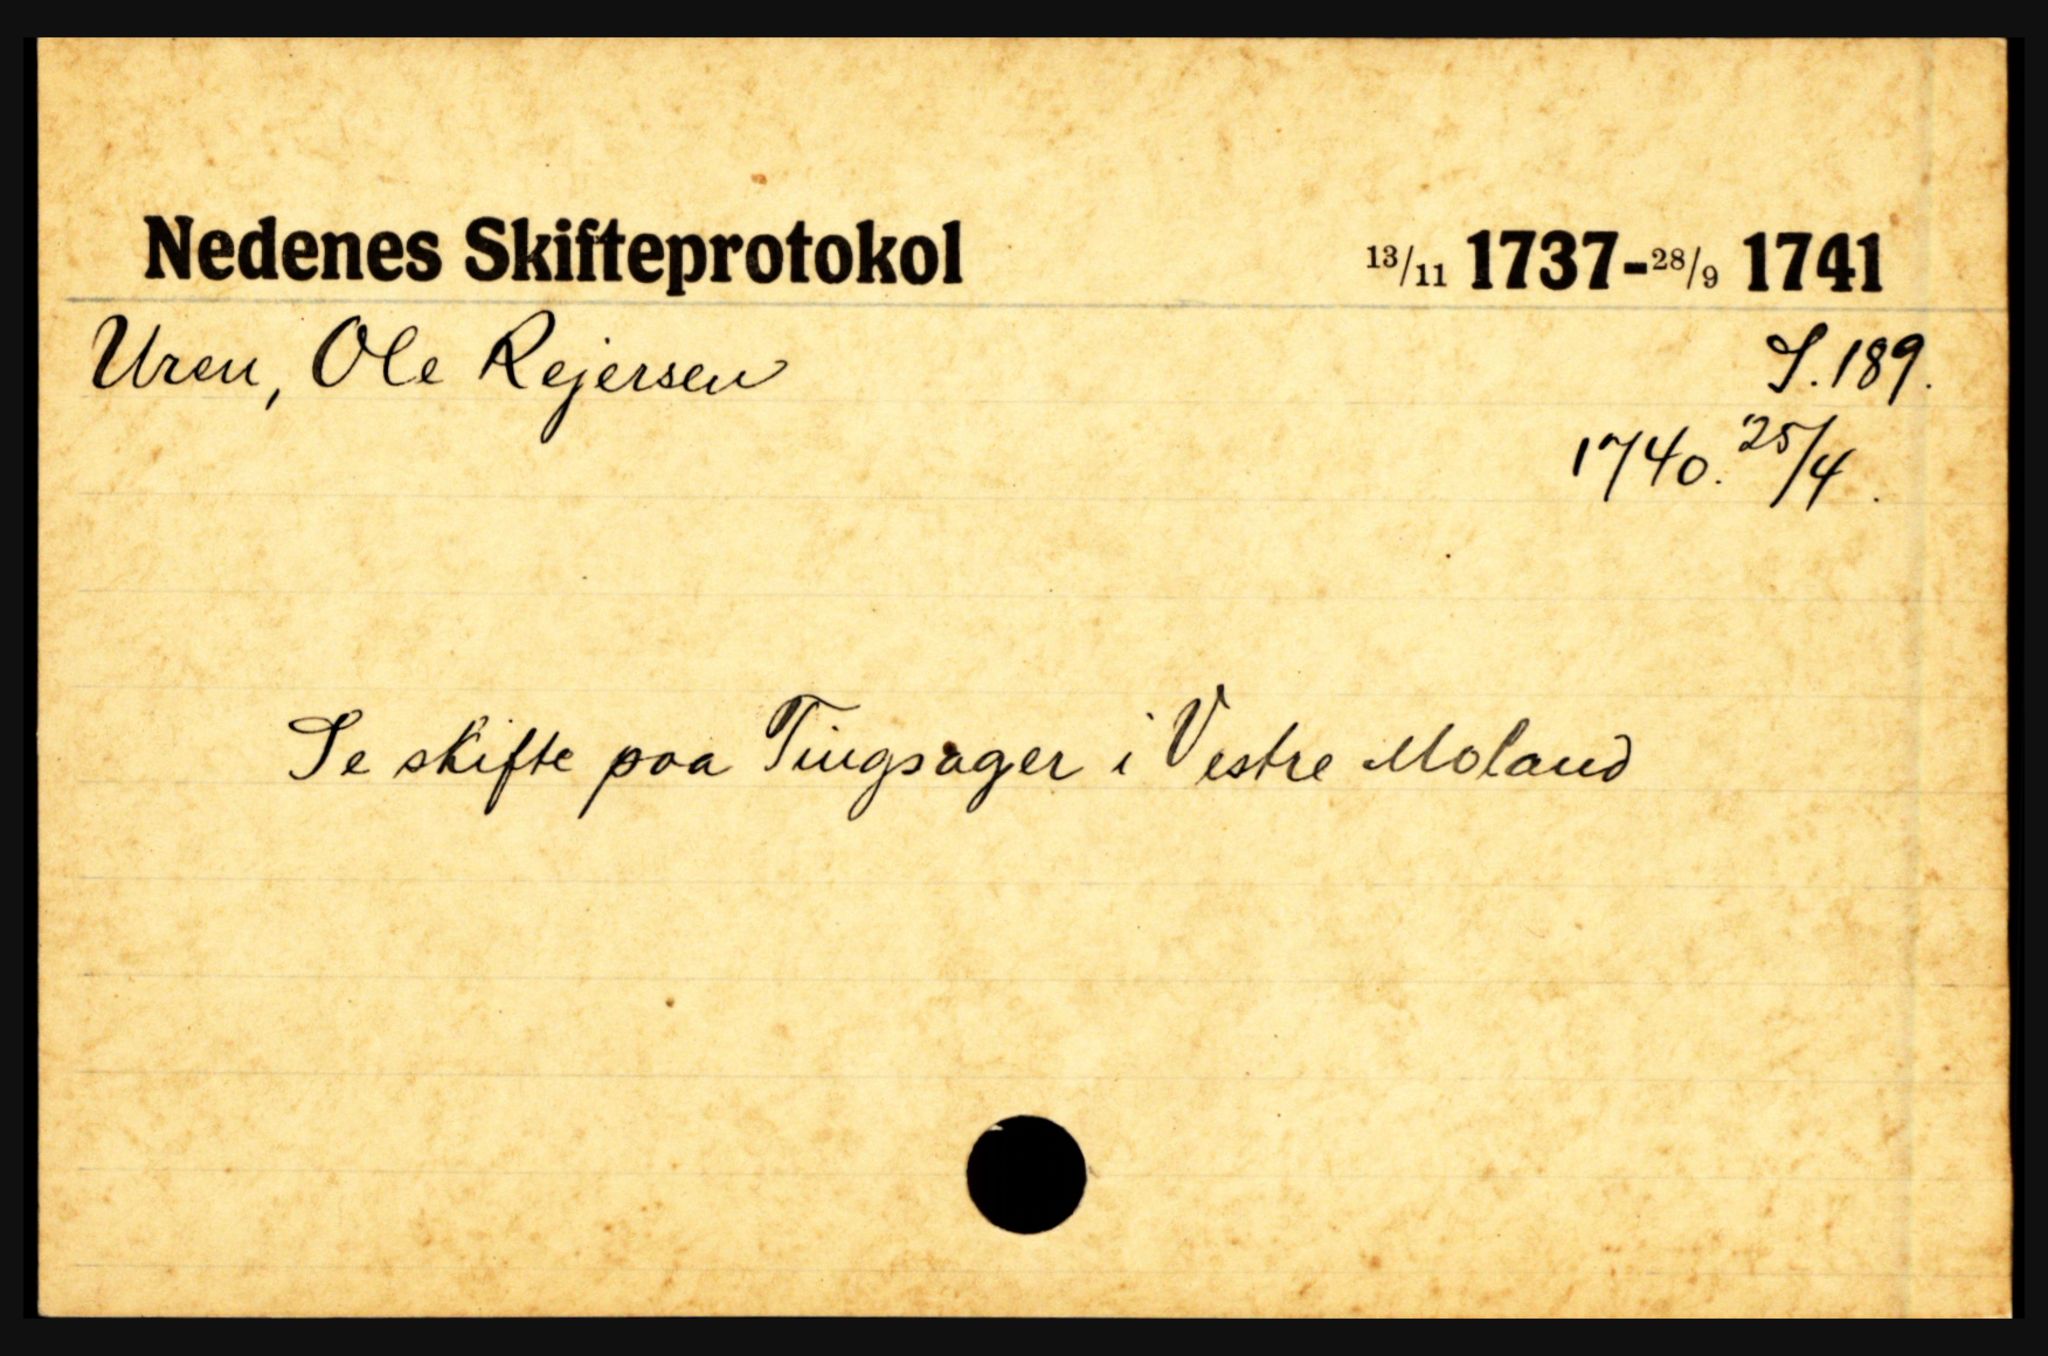 Nedenes Skifteprotokol 13/11 1737-28/9 1741
Uren, Ole Rejersen S. 189.
1740. 25/4.
Se skifte paa Tingsager i Vestre Moland